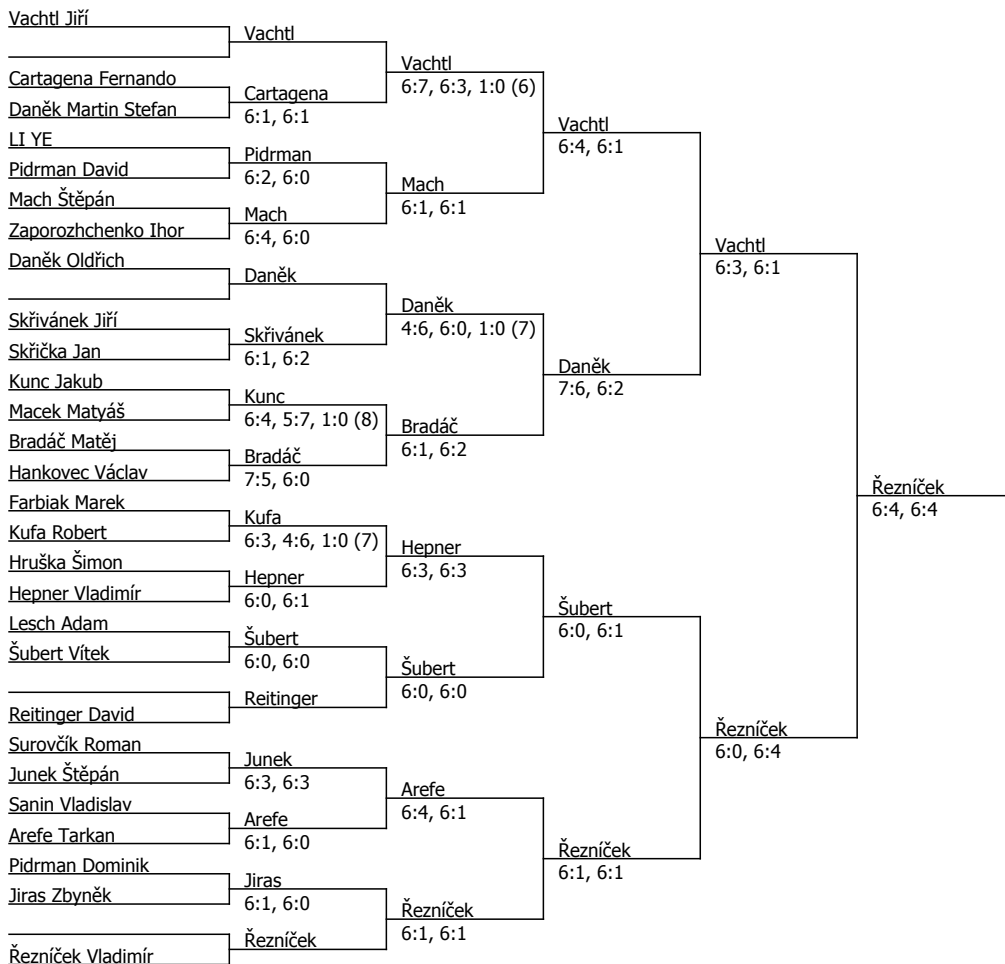 Vachtl Jiří
Cartagena Fernando
Daněk Martin Stefan
LI YE
Pidrman David
Mach Štěpán
Zaporozhchenko Ihor
Daněk Oldřich
Skřivánek Jiří
Skřička Jan
Kunc Jakub
Macek Matyáš
Bradáč Matěj
Hankovec Václav
Farbiak Marek
Kufa Robert
Hruška Šimon
Hepner Vladimír
Lesch Adam
Šubert Vítek
Reitinger David
Surovčík Roman
Junek Štěpán
Sanin Vladislav
Arefe Tarkan
Pidrman Dominik
Jiras Zbyněk
Řezníček Vladimír
Vachtl
Cartagena
6:1, 6:1
Pidrman
6:2, 6:0
Mach
6:4, 6:0
Daněk
Skřivánek
6:1, 6:2
Kunc
6:4, 5:7, 1:0 (8)
Bradáč
7:5, 6:0
Kufa
6:3, 4:6, 1:0 (7)
Hepner
6:0, 6:1
Šubert
6:0, 6:0
Reitinger
Junek
6:3, 6:3
Arefe
6:1, 6:0
Jiras
6:1, 6:0
Řezníček
Vachtl
6:7, 6:3, 1:0 (6)
Mach
6:1, 6:1
Daněk
4:6, 6:0, 1:0 (7)
Bradáč
6:1, 6:2
Hepner
6:3, 6:3
Šubert
6:0, 6:0
Arefe
6:4, 6:1
Řezníček
6:1, 6:1
Vachtl
6:4, 6:1
Daněk
7:6, 6:2
Šubert
6:0, 6:1
Řezníček
6:1, 6:1
Vachtl
6:3, 6:1
Řezníček
6:0, 6:4
Řezníček
6:4, 6:4